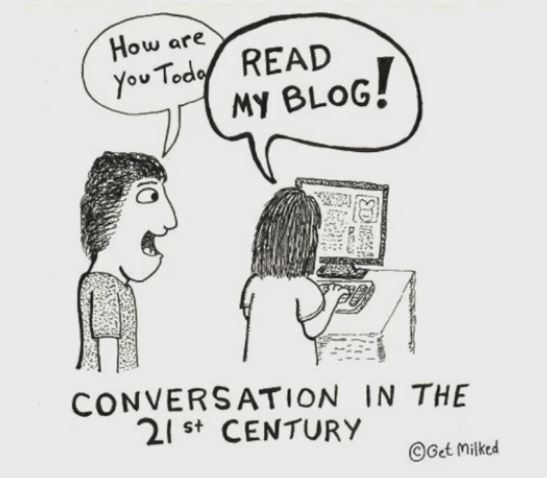 How are
you Toda
READ
MY BLOG!
CONVERSATION IN THE
21st CENTURY
©Get Milked